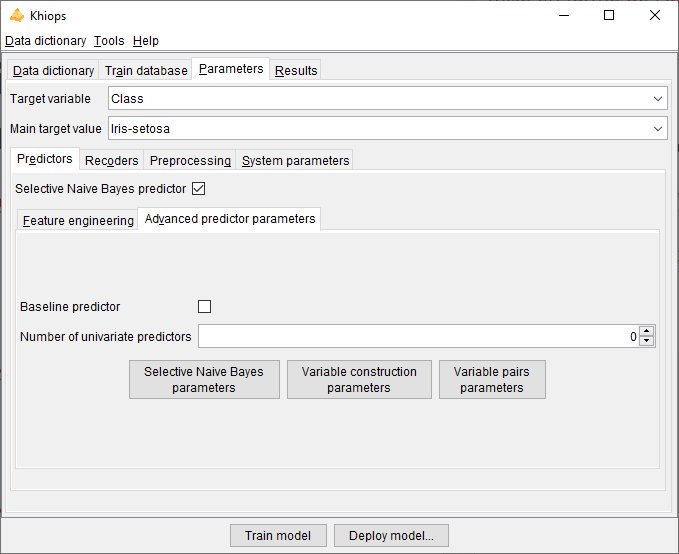 Khiops
Data dictionary Tools Help
Data dictionary Train database Parameters Results
Target variable Class
Main target value Iris-setosa
Predictors Recoders Preprocessing System parameters
Selective Naive Bayes predictor
Feature engineering Advanced predictor parameters
Baseline predictor
Number of univariate predictors 0
Selective Naive Bayes parameters
Variable construction parameters
Variable pairs parameters
Train model Deploy model...